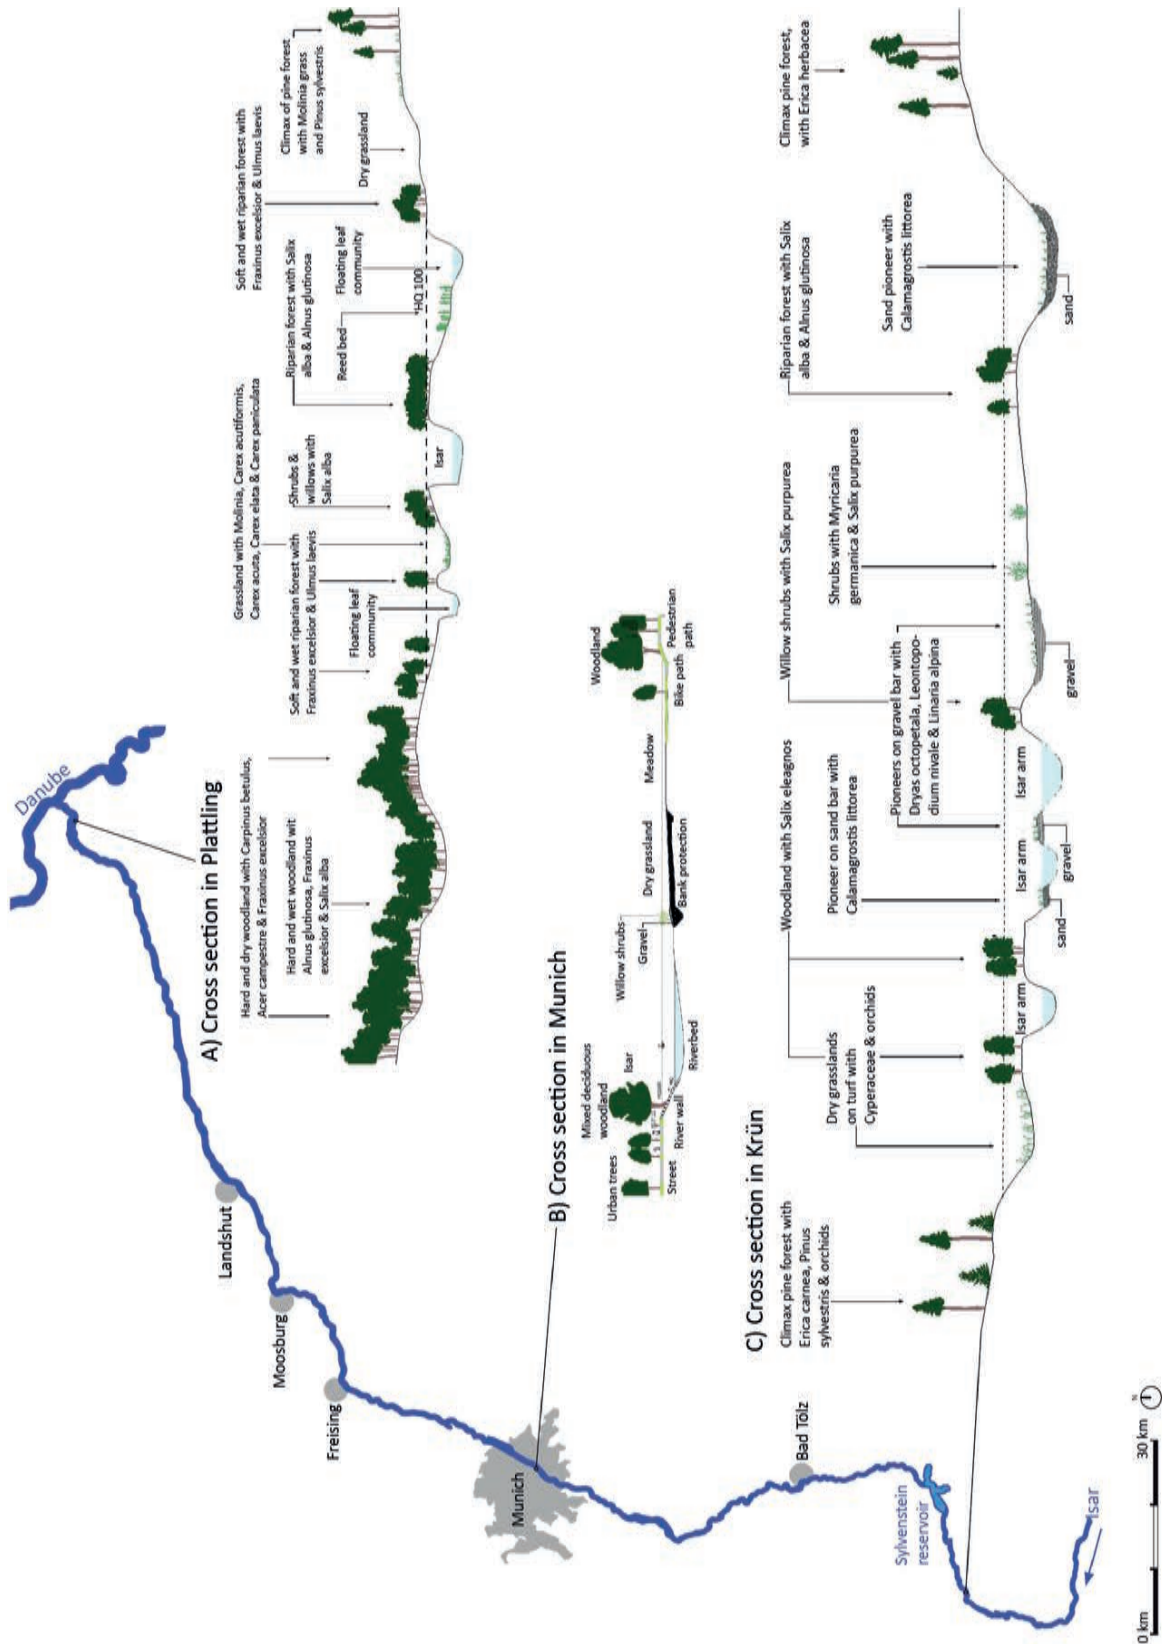 Danube
A) Cross section in Plattling
Hard and dry woodland with Carpinus betulus,
Acer campestre & Fraxinus excelsior
Hard and wet woodland wit
Alnus glutinosa, Fraxinus
excelsior & Salix alba
Soft and wet riparian forest with
Fraxinus excelsior & Ulmus laevis
Floating leaf
community
Grassland with Molinia, Carex acutiformis,
Carex acuta, Carex elata & Carex paniculata
Shrubs &
willows with
Salix alba
Isar
Riparian forest with Salix
alba & Alnus glutinosa
Reed bed
Floating leaf
community
*HQ 100
Soft and wet riparian forest with
Fraxinus excelsior & Ulmus laevis
Dry grassland
Climax of pine forest
with Molinia grass
and Pinus sylvestris
Landshut
Moosburg
Freising
Munich
Bad Tölz
Sylvenstein
reservoir
Isar
0 km
30 km
N
B) Cross section in Munich
Urban trees
Mixed deciduous
woodland
Street
River wall
Isar
Riverbed
Willow shrubs
Gravel
Bank protection
Dry grassland
Meadow
Bike path
Woodland
Pedestrian
path
C) Cross section in Krün
Climax pine forest with
Erica carnea, Pinus
sylvestris & orchids
Dry grasslands
on turf with
Cyperaceae & orchids
Woodland with Salix eleagnos
Isar arm
Pioneer on sand bar with
Calamagrostis littorea
sand
Isar arm
gravel
Isar arm
Pioneers on gravel bar with
Dryas octopetala, Leontopo-
dium nivale & Linaria alpina
Willow shrubs with Salix purpurea
gravel
Shrubs with Myricaria
germanica & Salix purpurea
Riparian forest with Salix
alba & Alnus glutinosa
Sand pioneer with
Calamagrostis littorea
sand
Climax pine forest,
with Erica herbacea